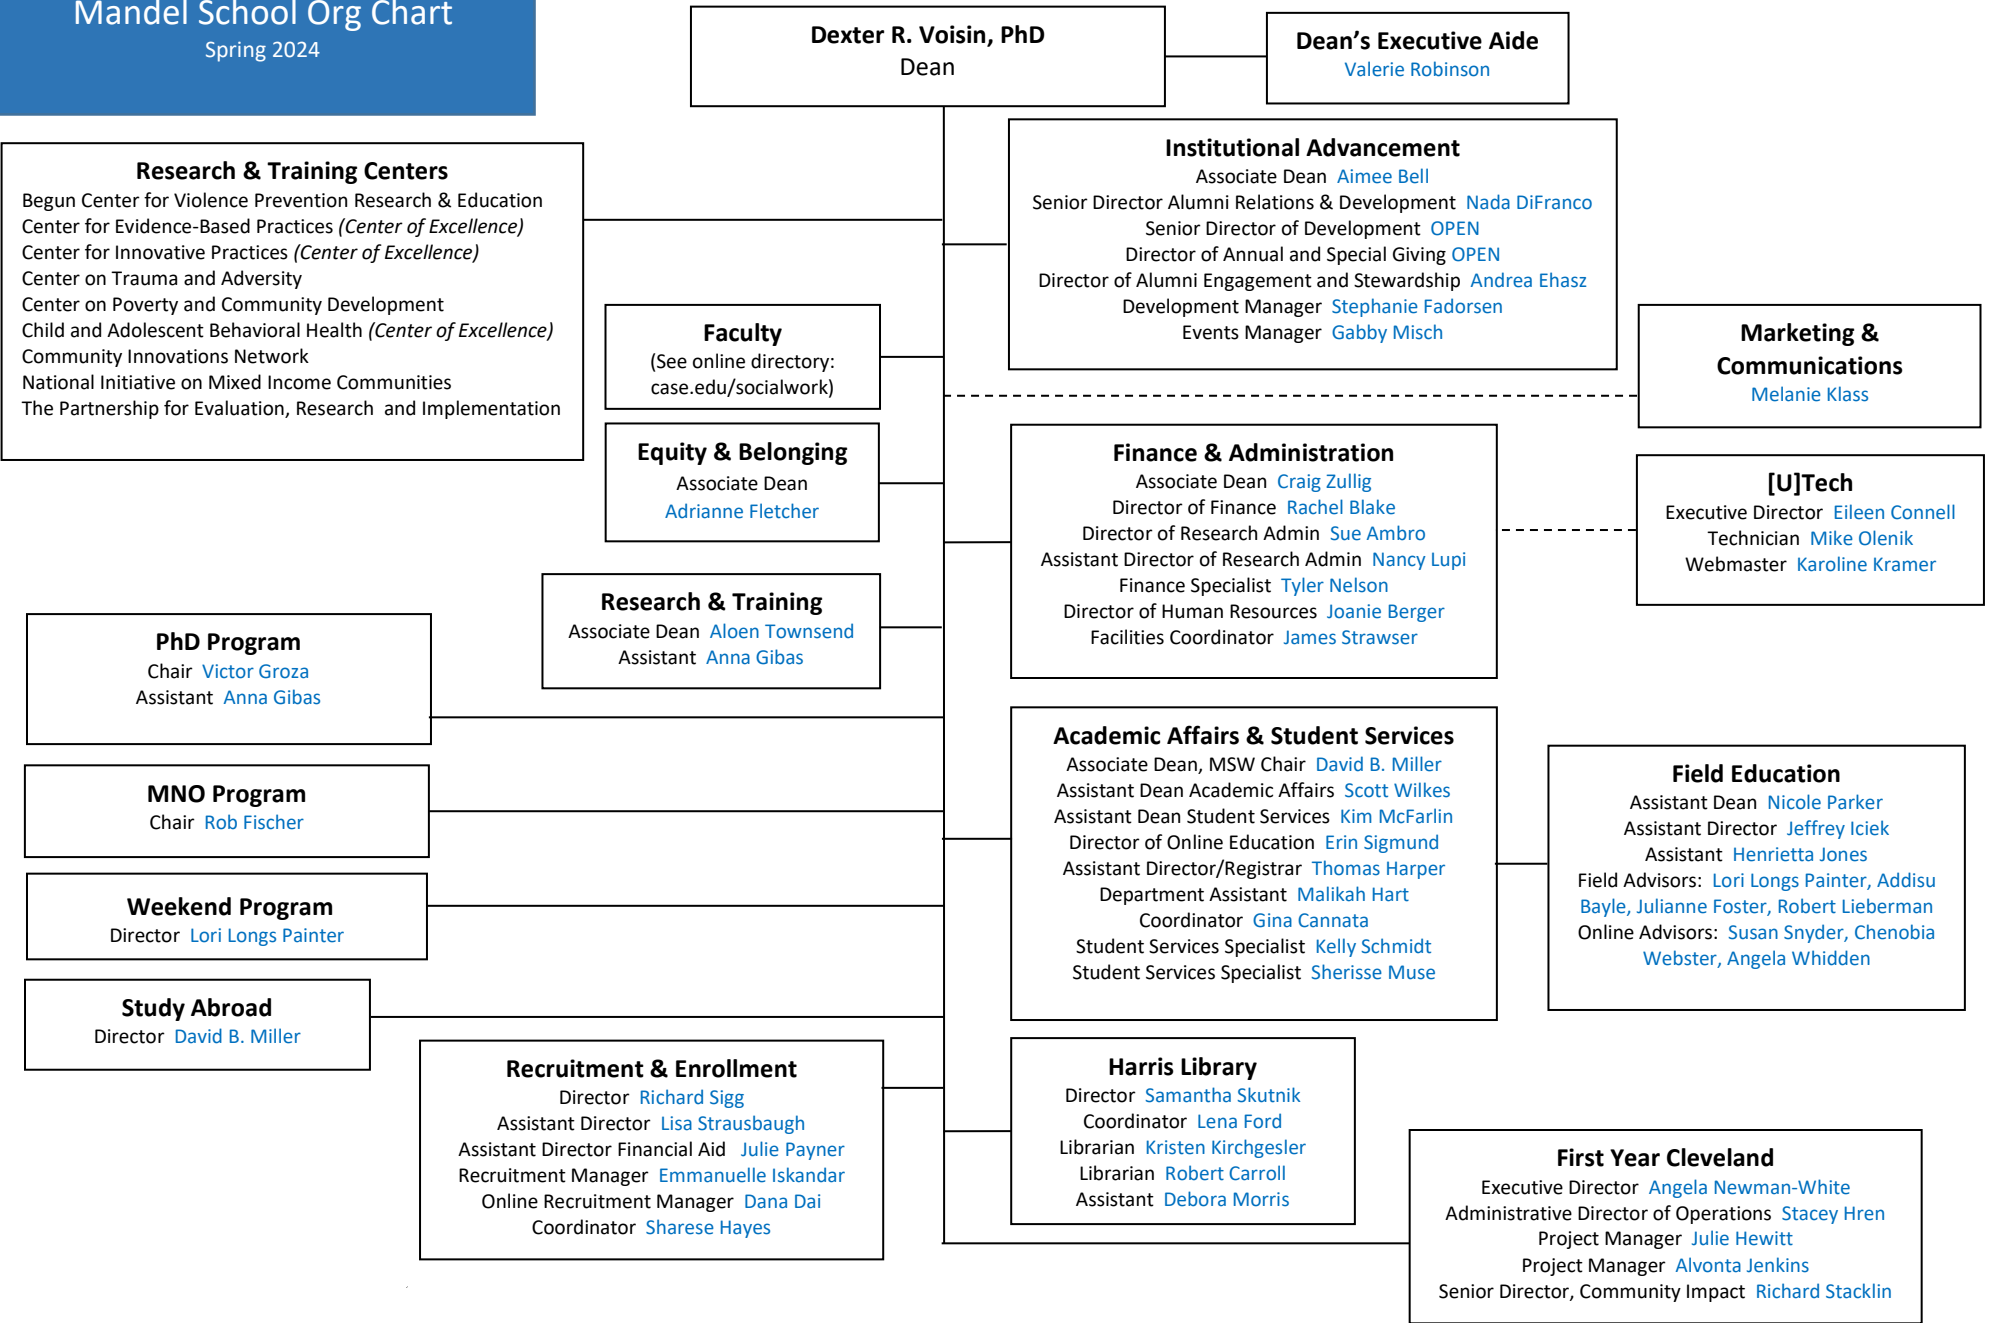 Mandel School Org Chart
Spring 2024
Dexter R. Voisin, PhD
Dean
Dean’s Executive Aide
Valerie Robinson
Research & Training Centers
Begun Center for Violence Prevention Research & Education
Center for Evidence-Based Practices (Center of Excellence)
Center for Innovative Practices (Center of Excellence)
Center on Trauma and Adversity
Center on Poverty and Community Development
Child and Adolescent Behavioral Health (Center of Excellence)
Community Innovations Network
National Initiative on Mixed Income Communities
The Partnership for Evaluation, Research and Implementation
Institutional Advancement
Associate Dean Aimee Bell
Senior Director Alumni Relations & Development Nada DiFranco
Senior Director of Development OPEN
Director of Annual and Special Giving OPEN
Director of Alumni Engagement and Stewardship Andrea Ehasz
Development Manager Stephanie Fadorsen
Events Manager Gabby Misch
Faculty
(See online directory:
case.edu/socialwork)
Marketing &
Communications
Melanie Klass
Equity & Belonging
Associate Dean
Adrianne Fletcher
Finance & Administration
Associate Dean Craig Zullig
Director of Finance Rachel Blake
Director of Research Admin Sue Ambro
Assistant Director of Research Admin Nancy Lupi
Finance Specialist Tyler Nelson
Director of Human Resources Joanie Berger
Facilities Coordinator James Strawser
[U]Tech
Executive Director Eileen Connell
Technician Mike Olenik
Webmaster Karoline Kramer
Research & Training
Associate Dean Aloen Townsend
Assistant Anna Gibas
PhD Program
Chair Victor Groza
Assistant Anna Gibas
MNO Program
Chair Rob Fischer
Weekend Program
Director Lori Longs Painter
Study Abroad
Director David B. Miller
Academic Affairs & Student Services
Associate Dean, MSW Chair David B. Miller
Assistant Dean Academic Affairs Scott Wilkes
Assistant Dean Student Services Kim McFarlin
Director of Online Education Erin Sigmund
Assistant Director/Registrar Thomas Harper
Department Assistant Malikah Hart
Coordinator Gina Cannata
Student Services Specialist Kelly Schmidt
Student Services Specialist Sherisse Muse
Field Education
Assistant Dean Nicole Parker
Assistant Director Jeffrey Iciek
Assistant Henrietta Jones
Field Advisors: Lori Longs Painter, Addisu
Bayle, Julianne Foster, Robert Lieberman
Online Advisors: Susan Snyder, Chenobia
Webster, Angela Whidden
Recruitment & Enrollment
Director Richard Sigg
Assistant Director Lisa Strausbaugh
Assistant Director Financial Aid Julie Payner
Recruitment Manager Emmanuelle Iskandar
Online Recruitment Manager Dana Dai
Coordinator Sharese Hayes
Harris Library
Director Samantha Skutnik
Coordinator Lena Ford
Librarian Kristen Kirchgesler
Librarian Robert Carroll
Assistant Debora Morris
First Year Cleveland
Executive Director Angela Newman-White
Administrative Director of Operations Stacey Hren
Project Manager Julie Hewitt
Project Manager Alvonta Jenkins
Senior Director, Community Impact Richard Stacklin